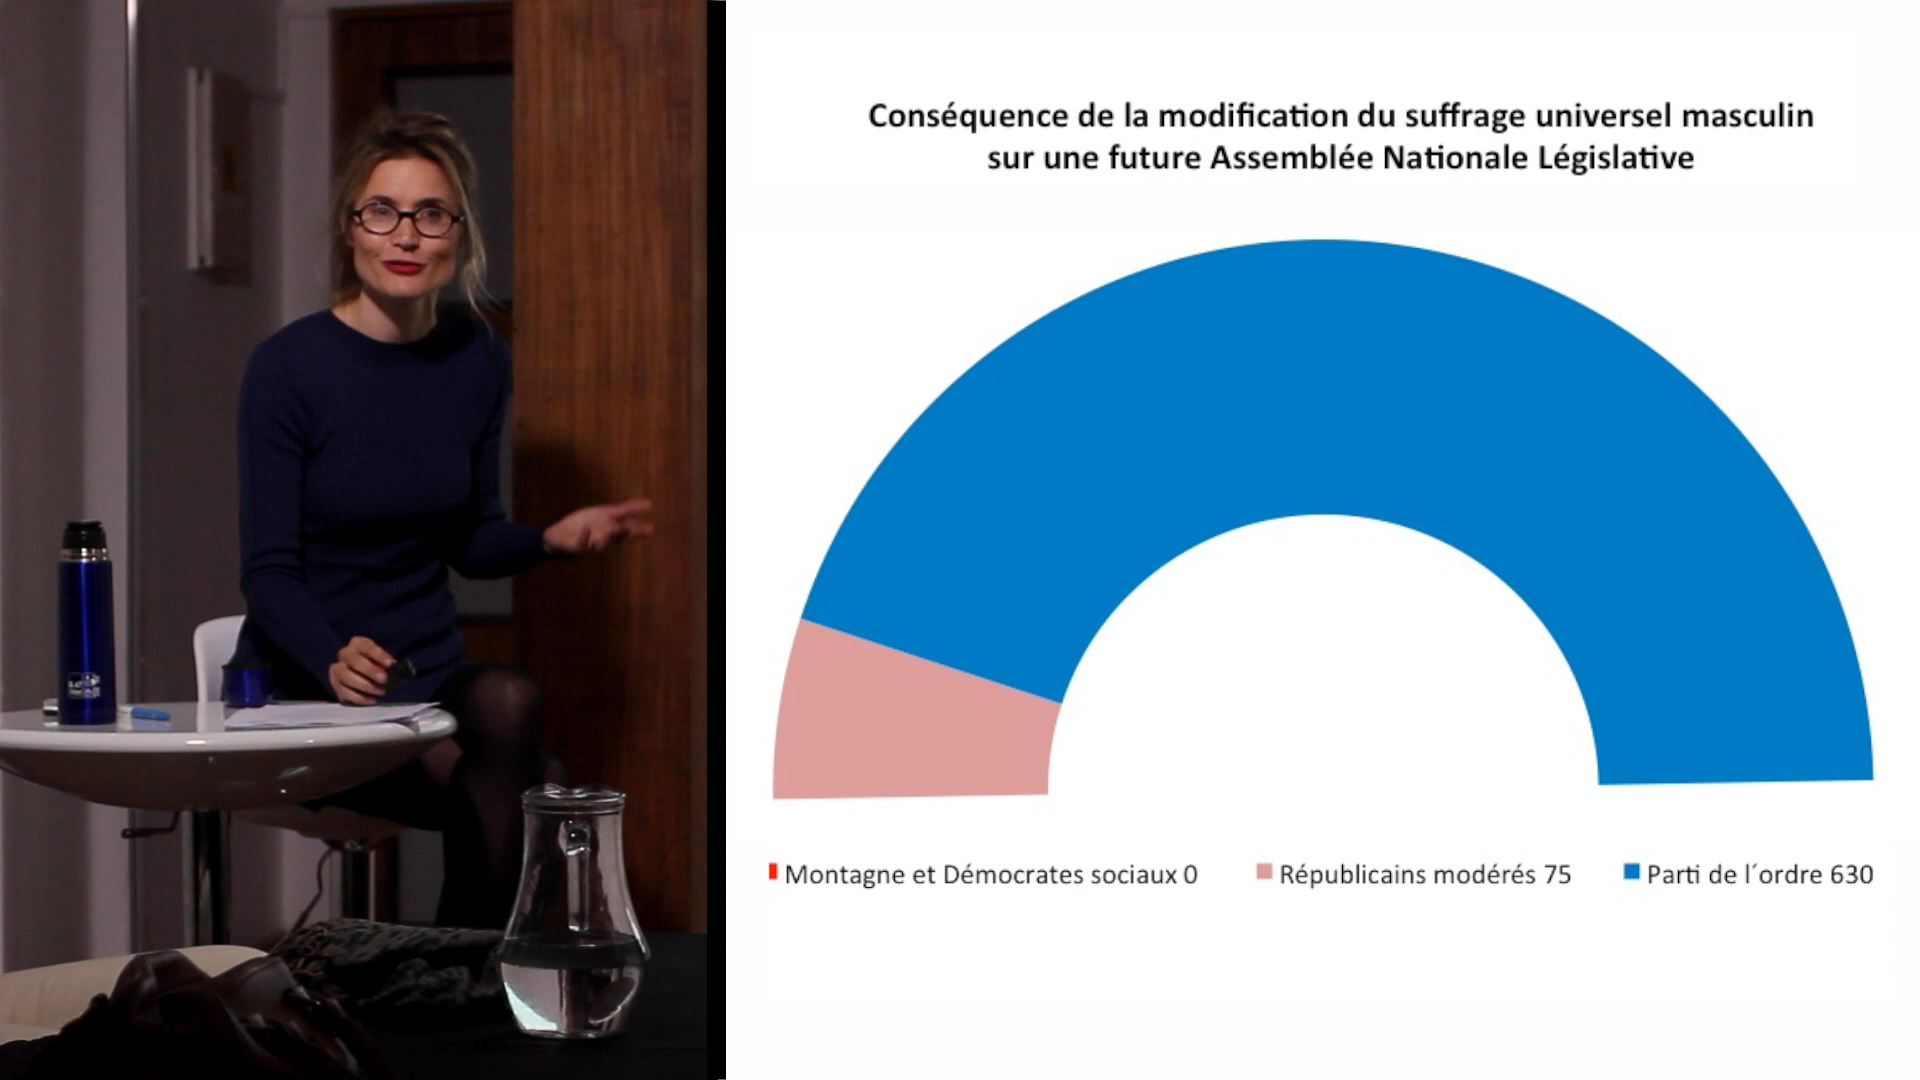 Conséquence de la modification du suffrage universel masculin
sur une future Assemblée Nationale Législative
Montagne et Démocrates sociaux 0
Républicains modérés 75
Parti de l´ordre 630